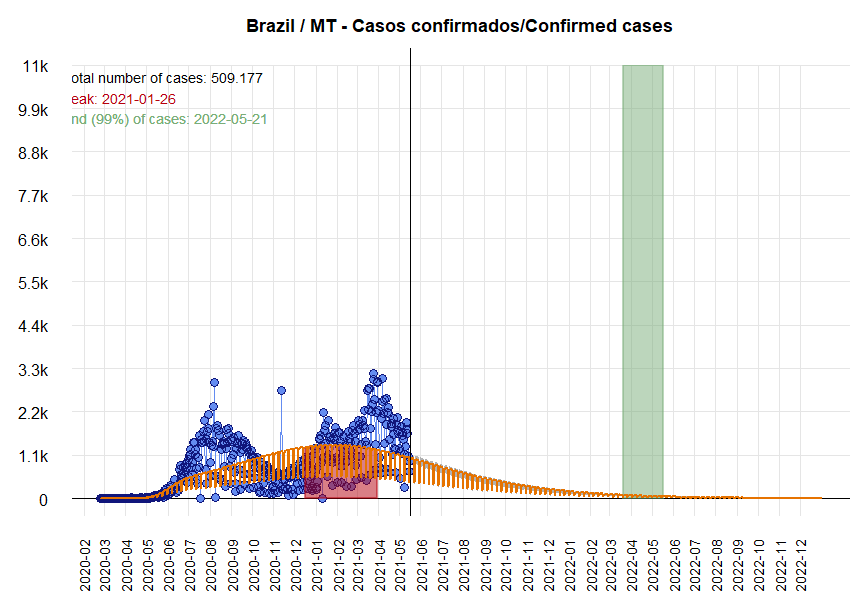 Brazil / MT - Casos confirmados/Confirmed cases
otal number of cases: 509.177
eak: 2021-01-26
nd (99%) of cases: 2022-05-21
11k
9.9k
8.8k
7.7k
6.6k
5.5k
4.4k
3.3k
2.2k
1.1k
0
2020-02
2020-03
2020-04
2020-05
2020-06
2020-07
2020-08
2020-09
2020-10
2020-11
2020-12
2021-01
2021-02
2021-03
2021-04
2021-05
2021-06
2021-07
2021-08
2021-09
2021-10
2021-11
2021-12
2022-01
2022-02
2022-03
2022-04
2022-05
2022-06
2022-07
2022-08
2022-09
2022-10
2022-11
2022-12